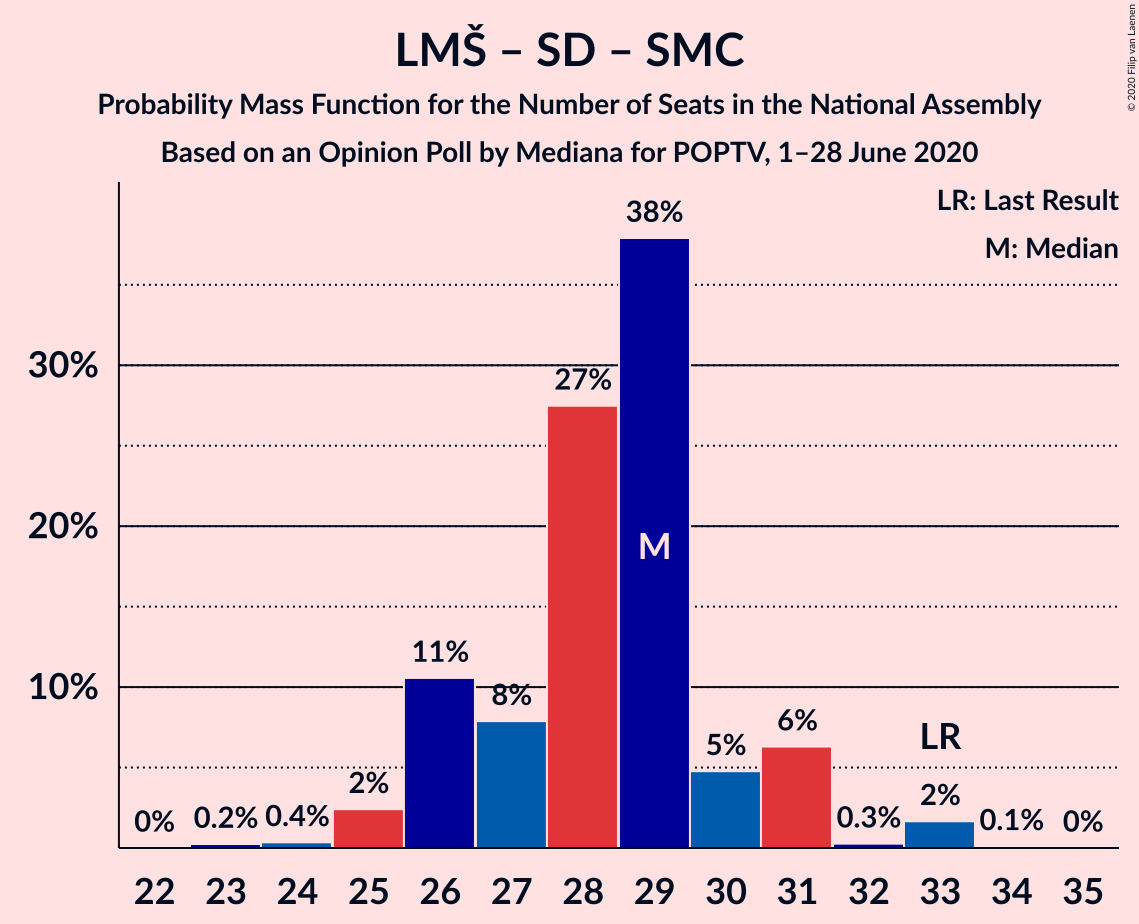 LMŠ – SD – SMC
Probability Mass Function for the Number of Seats in the National Assembly
Based on an Opinion Poll by Mediana for POPTV, 1–28 June 2020
© 2020 Filip van Laenen
LR: Last Result
M: Median
38%
30%
27%
20%
M
11%
10%
8%
6%
LR
5%
2%
2%
0%
0.2%
0.4%
0.3%
0.1%
0%
22 23 24 25 26 27 28 29 30 31 32 33 34 35